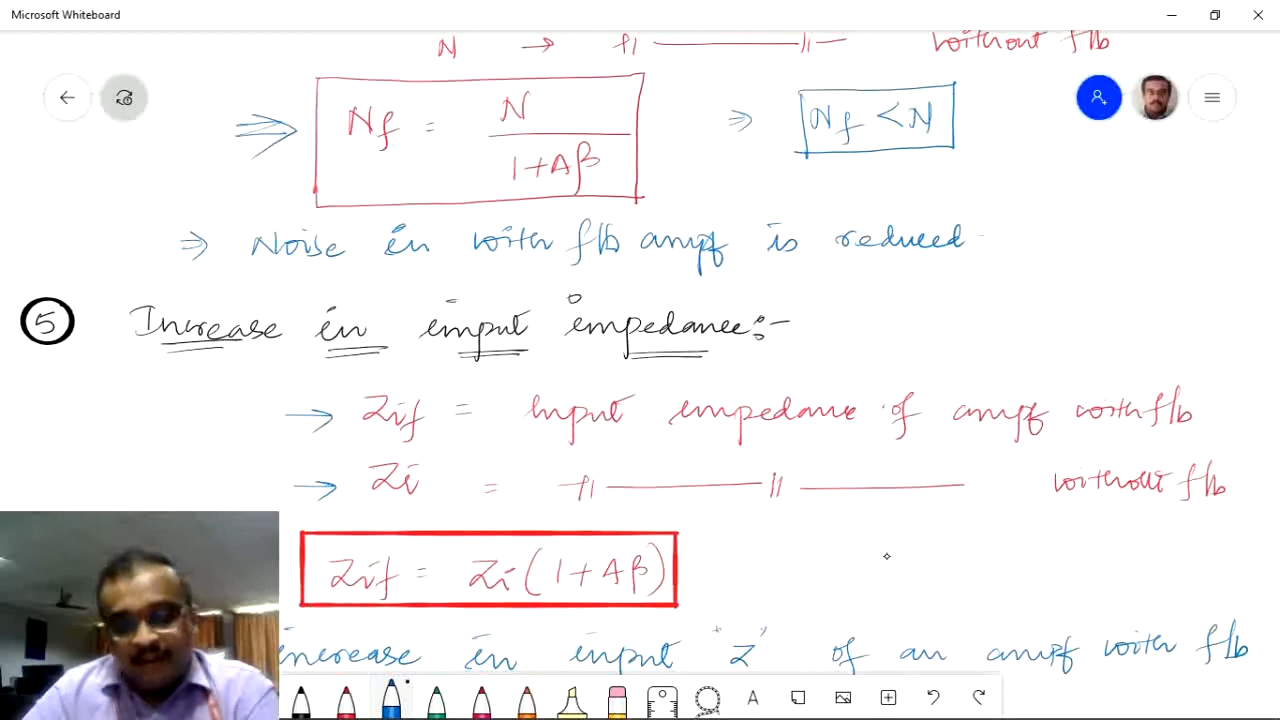 Microsoft Whiteboard
N → –〃———〃— without f/b
⇒ Nf = N / 1+Aβ ⇒ Nf < N
⇒ Noise in with f/b ampf is reduced
5 Increase in input impedance:-
→ Zif = Input impedance of ampf with f/b
→ Zi = –〃———〃——— without f/b
Zif = Zi (1+Aβ)
increase in input "Z" of an ampf with f/b
A